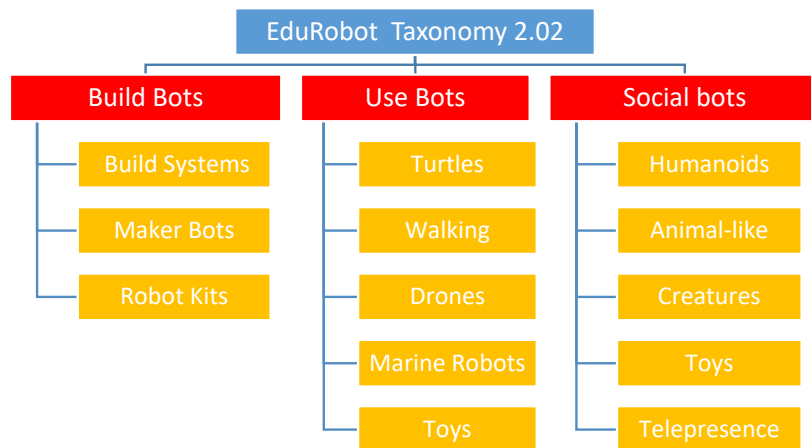 EduRobot Taxonomy 2.02
Build Bots
Build Systems
Maker Bots
Robot Kits
Use Bots
Turtles
Walking
Drones
Marine Robots
Toys
Social bots
Humanoids
Animal-like
Creatures
Toys
Telepresence